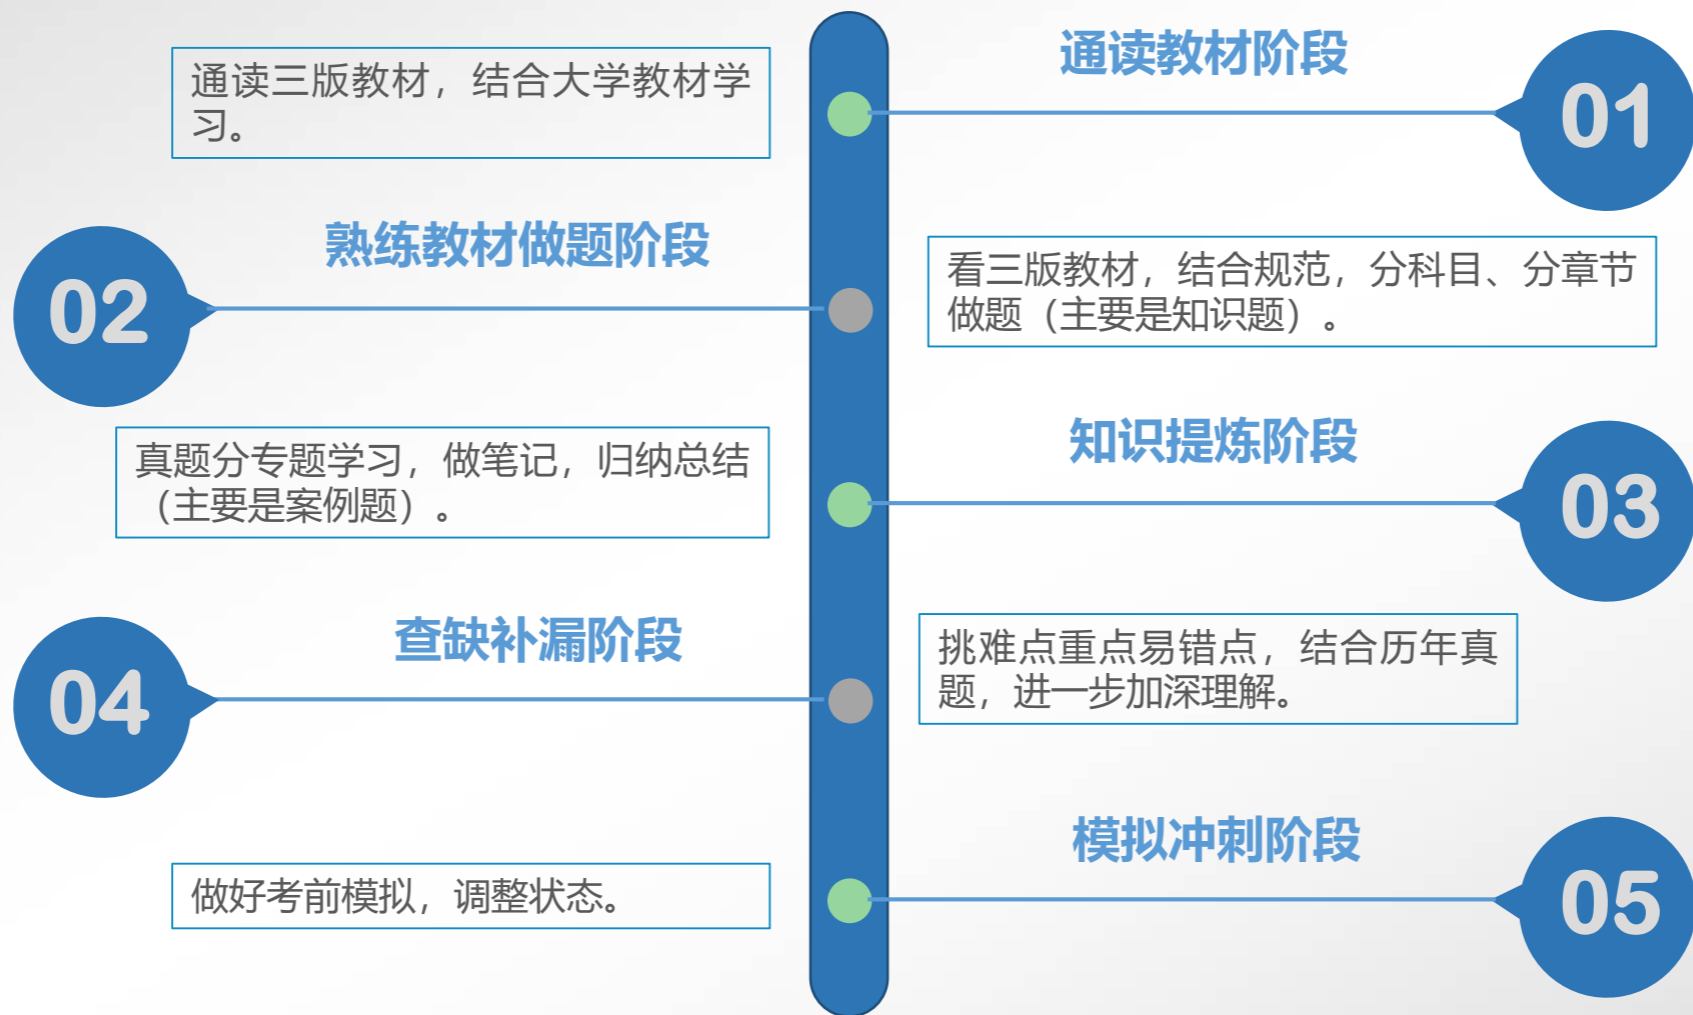 通读教材阶段
01
通读三版教材，结合大学教材学
习。
熟练教材做题阶段
02
看三版教材，结合规范，分科目、分章节
做题（主要是知识题）。
知识提炼阶段
03
真题分专题学习，做笔记，归纳总结
（主要是案例题）。
查缺补漏阶段
04
挑难点重点易错点，结合历年真
题，进一步加深理解。
模拟冲刺阶段
05
做好考前模拟，调整状态。